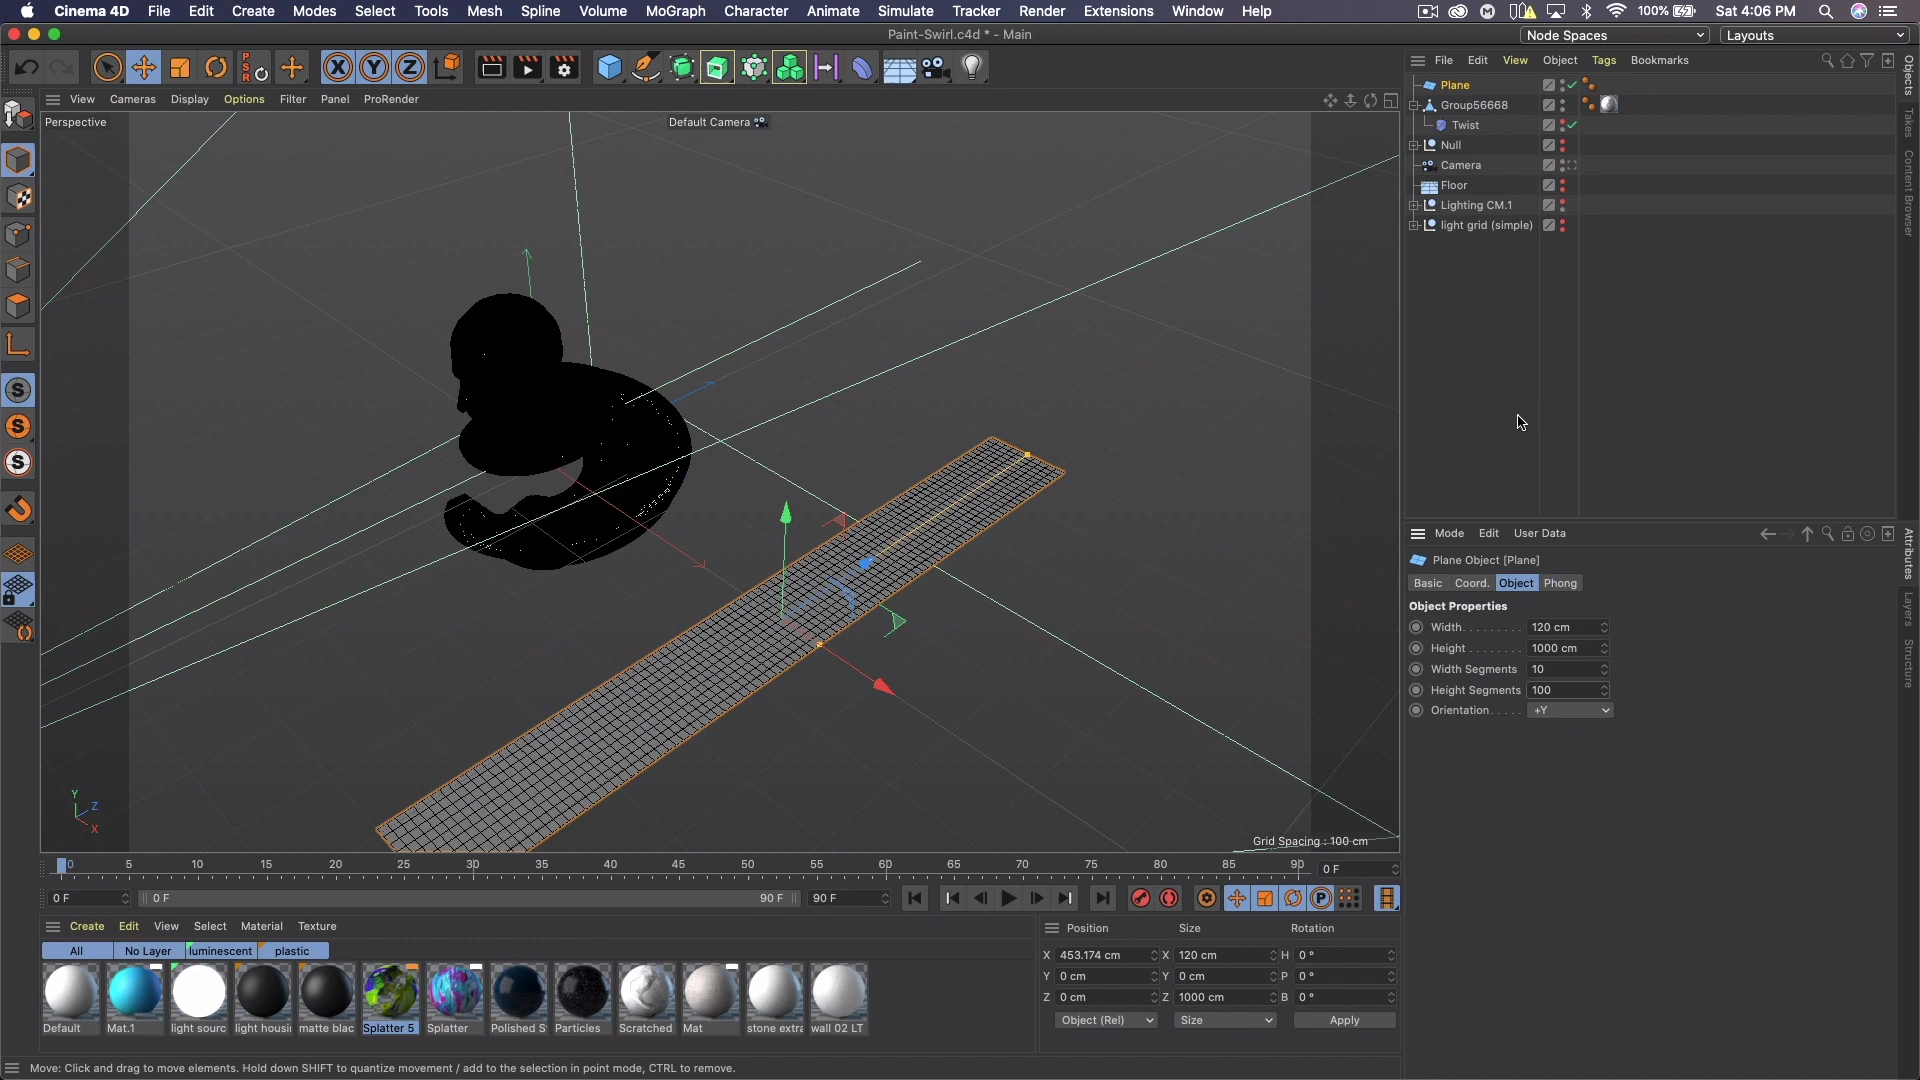 Cinema 4D File Edit Create Modes Select Tools Mesh Spline Volume MoGraph Character Animate Simulate Tracker Render Extensions Window Help 100% Sat 4:06 PM
Paint-Swirl.c4d * - Main
Node Spaces Layouts
File Edit View Object Tags Bookmarks
View Cameras Display Options Filter Panel ProRender
Perspective
Default Camera
Plane
Group56668
Twist
Null
Camera
Floor
Lighting CM.1
light grid (simple)
Objects
Takes
Content Browser
Attributes
Layers
Structure
Mode Edit User Data
Plane Object [Plane]
Basic Coord. Object Phong
Object Properties
Width 120 cm
Height 1000 cm
Width Segments 10
Height Segments 100
Orientation +Y
Y
Z
X
Grid Spacing : 100 cm
0 5 10 15 20 25 30 35 40 45 50 55 60 65 70 75 80 85 90 0 F
0 F 0 F 90 F 90 F
Create Edit View Select Material Texture
All No Layer luminescent plastic
Default Mat.1 light sourc light housi matte blac Splatter 5 Splatter Polished S Particles Scratched Mat stone extra wall 02 LT
Position Size Rotation
X 453.174 cm X 120 cm H 0 °
Y 0 cm Y 0 cm P 0 °
Z 0 cm Z 1000 cm B 0 °
Object (Rel) Size Apply
Move: Click and drag to move elements. Hold down SHIFT to quantize movement / add to the selection in point mode, CTRL to remove.